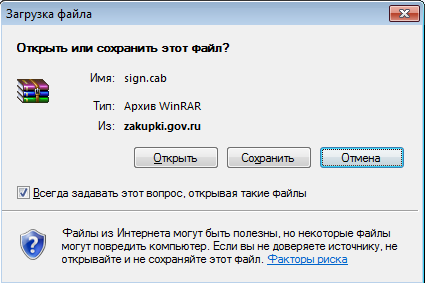 Загрузка файла
Открыть или сохранить этот файл?
Имя: sign.cab
Тип: Архив WinRAR
Из: zakupki.gov.ru
Открыть Сохранить Отмена
Всегда задавать этот вопрос, открывая такие файлы
Файлы из Интернета могут быть полезны, но некоторые файлы
могут повредить компьютер. Если вы не доверяете источнику, не
открывайте и не сохраняйте этот файл. Факторы риска